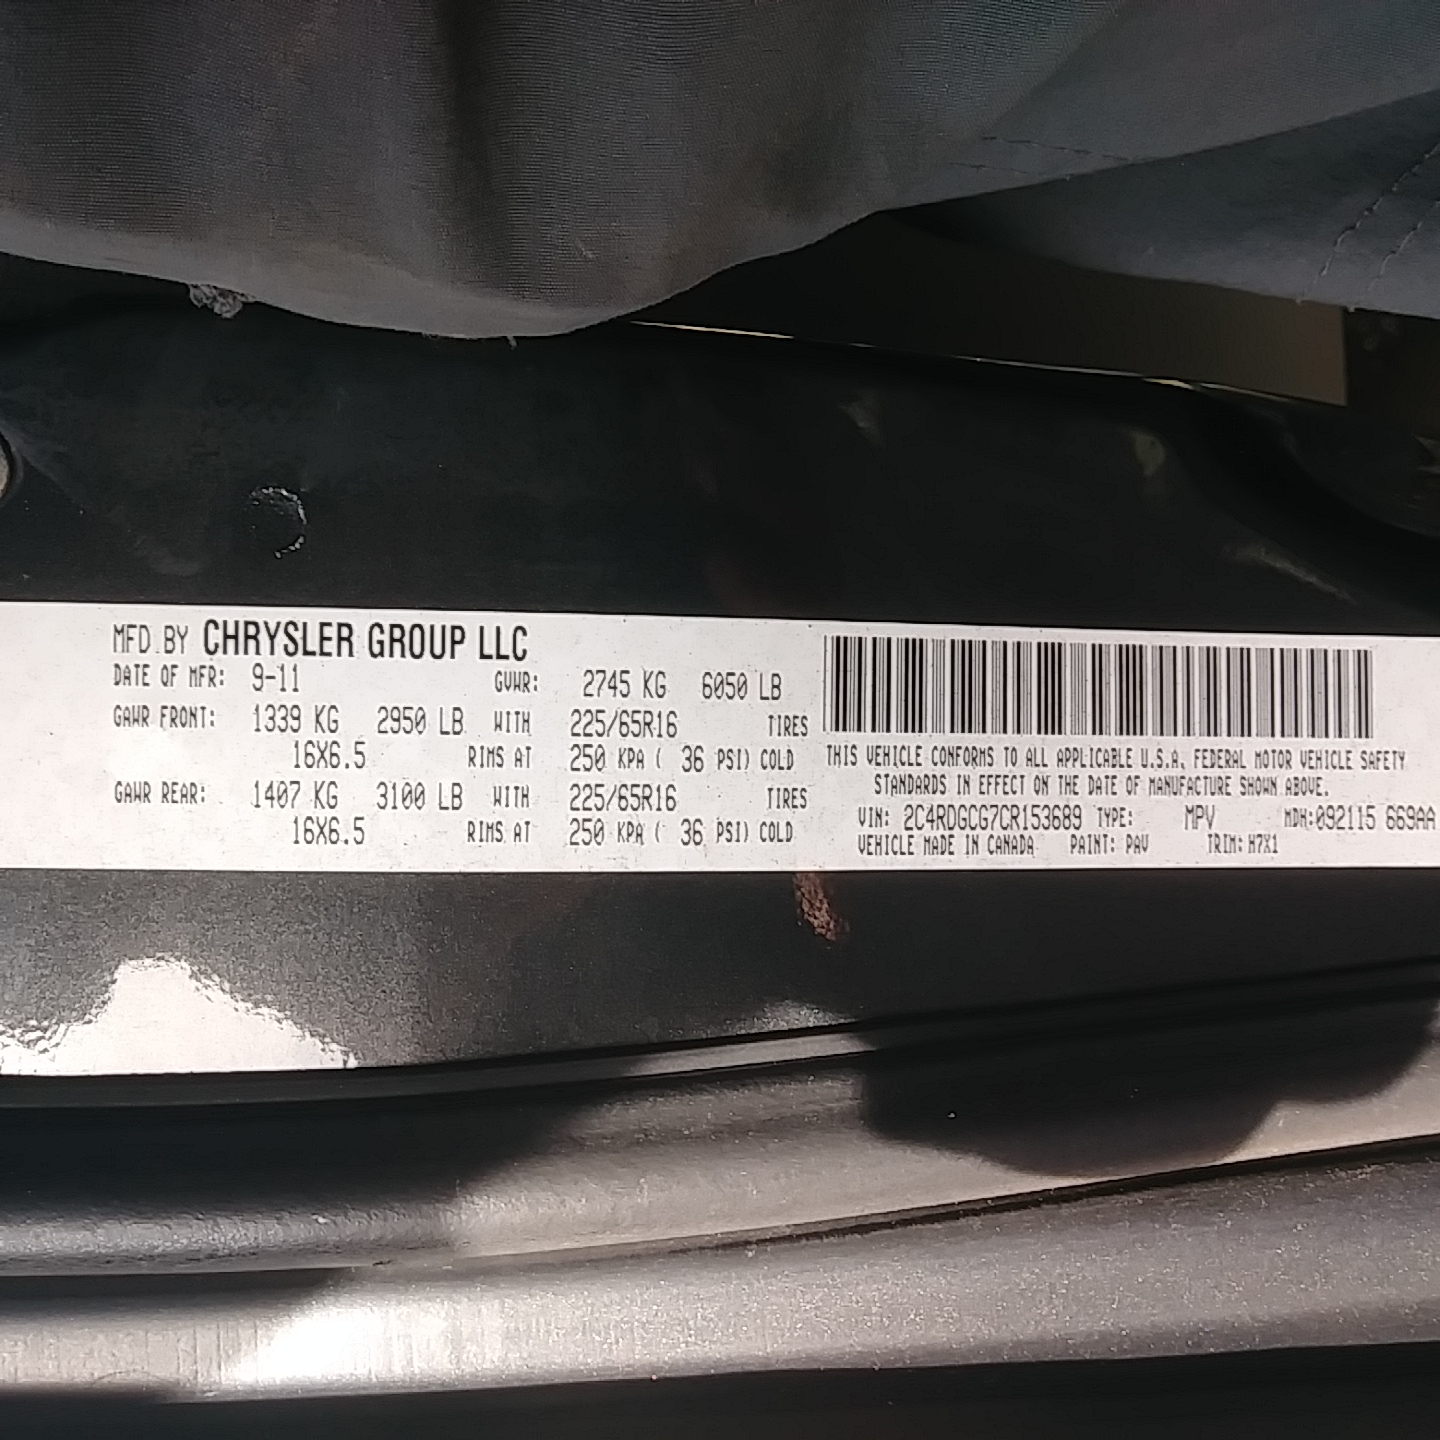 MFD BY CHRYSLER GROUP LLC
DATE OF MFR: 9-11 GVWR: 2745 KG 6050 LB
GAWR FRONT: 1339 KG 2950 LB WITH 225/65R16 TIRES
16X6.5 RIMS AT 250 KPA ( 36 PSI) COLD
GAWR REAR: 1407 KG 3100 LB WITH 225/65R16 TIRES
16X6.5 RIMS AT 250 KPA ( 36 PSI) COLD
THIS VEHICLE CONFORMS TO ALL APPLICABLE U.S.A. FEDERAL MOTOR VEHICLE SAFETY
STANDARDS IN EFFECT ON THE DATE OF MANUFACTURE SHOWN ABOVE.
VIN: 2C4RDGCG7CR153689 TYPE: MPV MDH:092115 669AA
VEHICLE MADE IN CANADA PAINT: PAV TRIM: H7X1